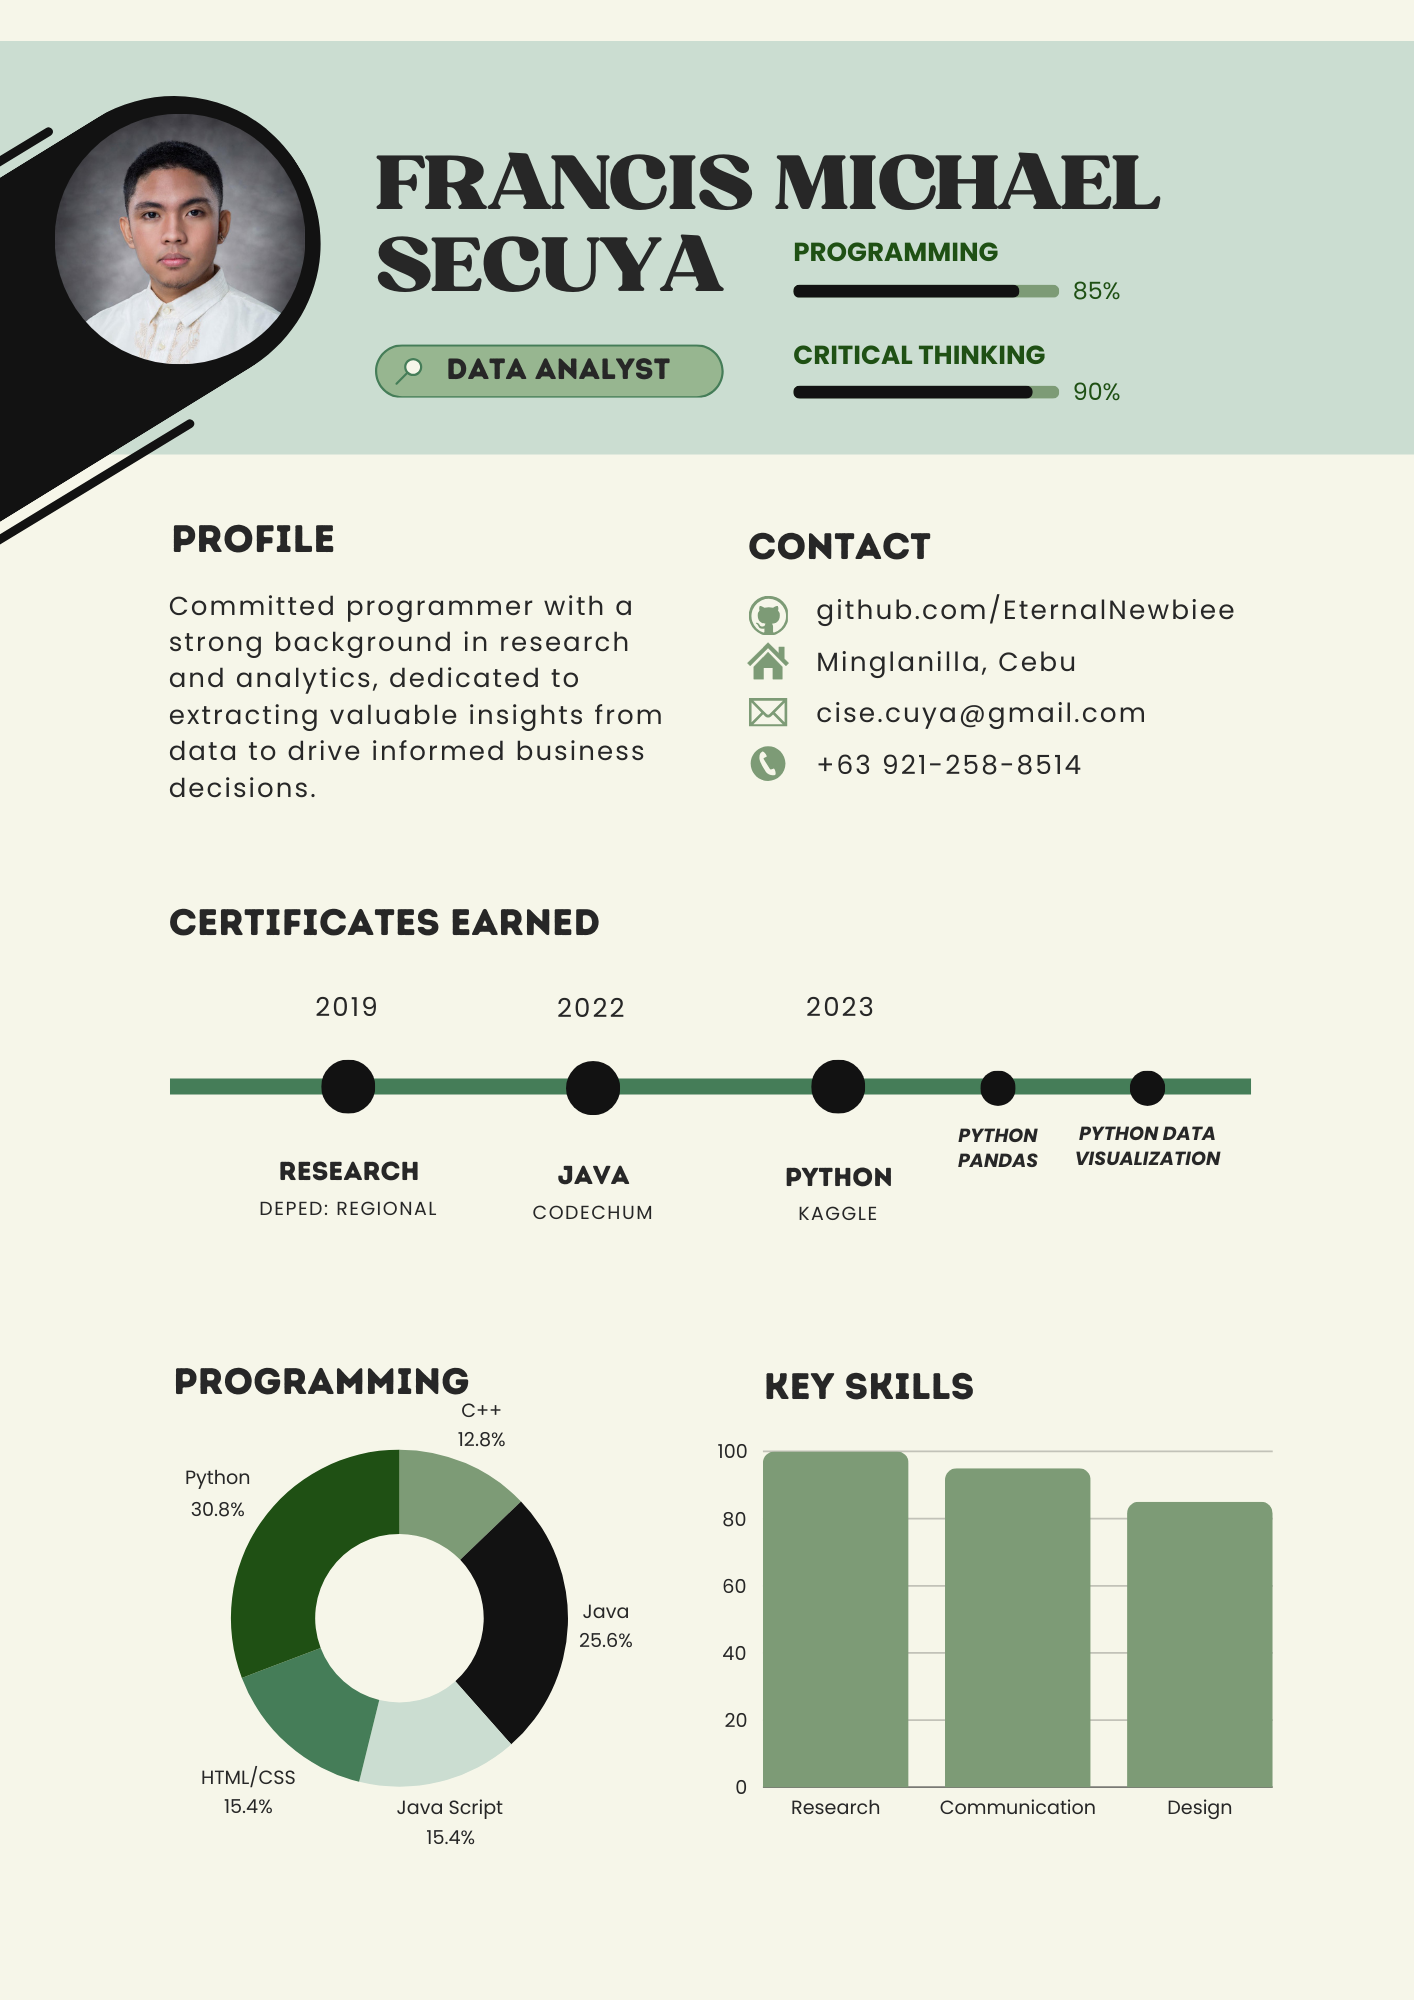 FRANCIS MICHAEL
SECUYA
DATA ANALYST
PROGRAMMING
85%
CRITICAL THINKING
90%
PROFILE
Committed programmer with a
strong background in research
and analytics, dedicated to
extracting valuable insights from
data to drive informed business
decisions.
CONTACT
github.com/EternalNewbiee
Minglanilla, Cebu
cise.cuya@gmail.com
+63 921-258-8514
CERTIFICATES EARNED
2019
2022
2023
RESEARCH
DEPED: REGIONAL
JAVA
CODECHUM
PYTHON
KAGGLE
PYTHON
PANDAS
PYTHON DATA
VISUALIZATION
PROGRAMMING
C++
12.8%
Python
30.8%
Java
25.6%
HTML/CSS
15.4%
Java Script
15.4%
KEY SKILLS
100
80
60
40
20
0
Research
Communication
Design